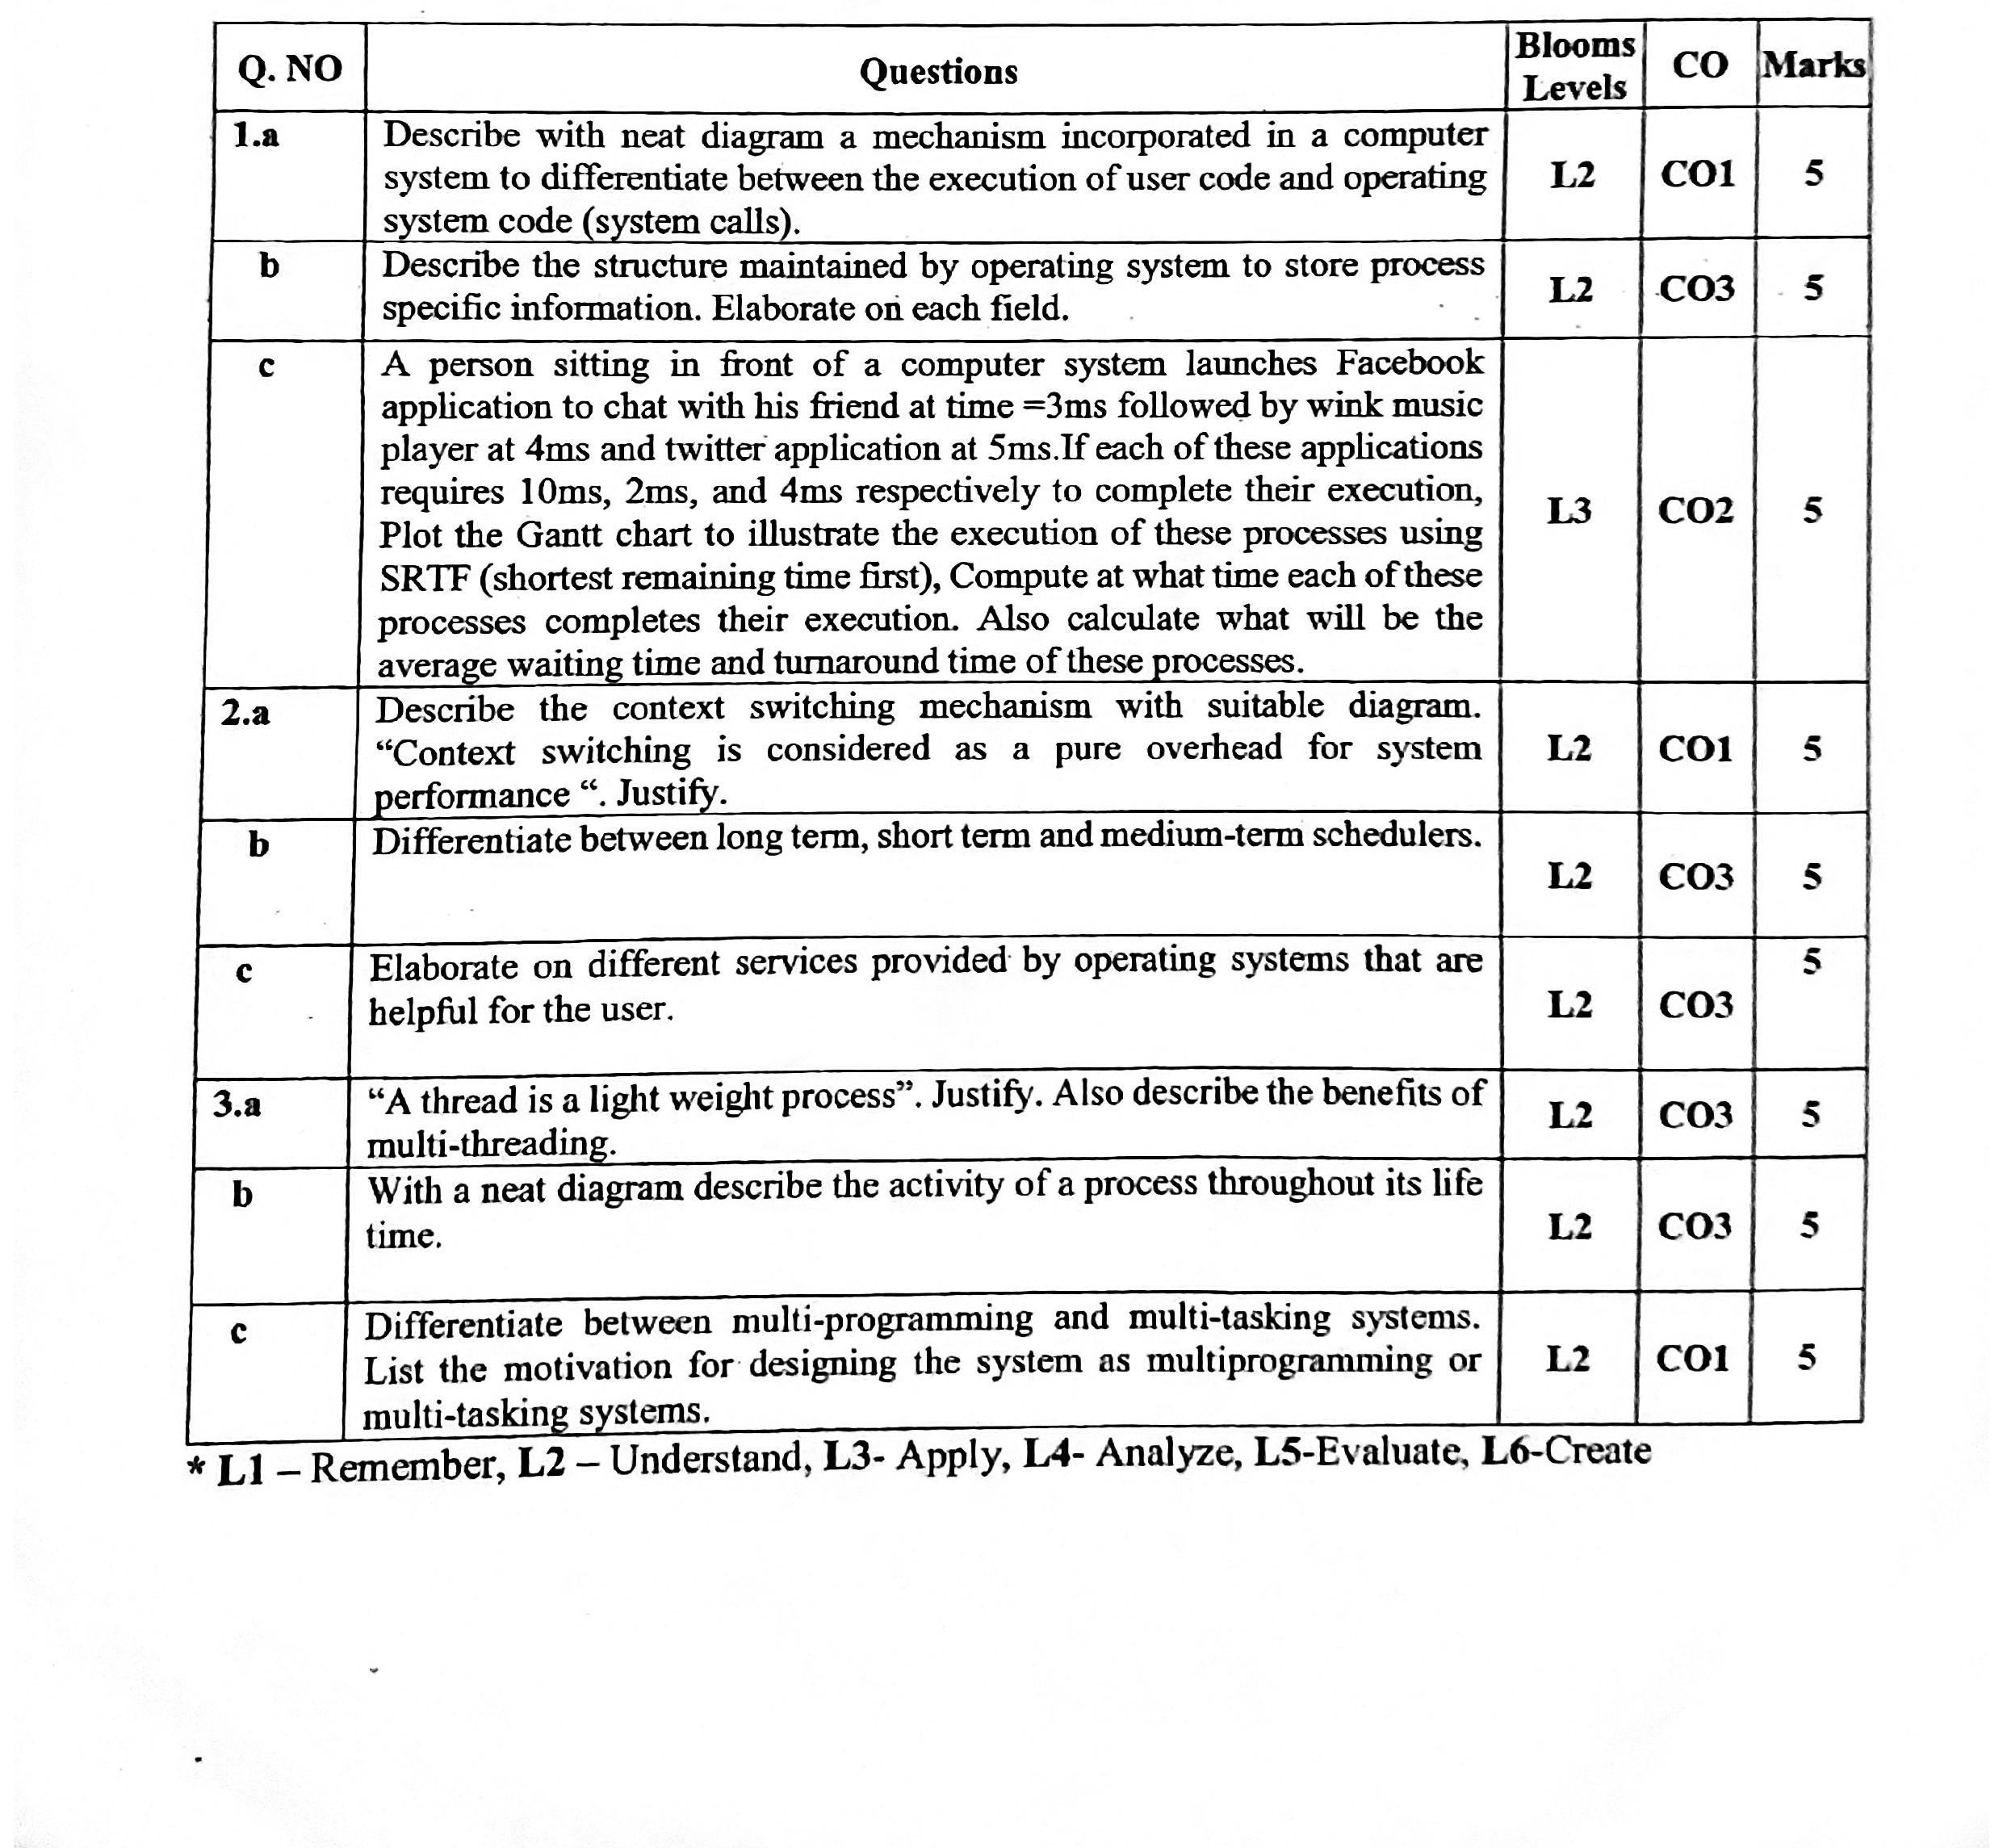 Q. NO Questions Blooms Levels CO Marks
1.a Describe with neat diagram a mechanism incorporated in a computer
system to differentiate between the execution of user code and operating L2 CO1 5
system code (system calls).
b Describe the structure maintained by operating system to store process
specific information. Elaborate on each field. L2 CO3 5
c A person sitting in front of a computer system launches Facebook
application to chat with his friend at time =3ms followed by wink music
player at 4ms and twitter application at 5ms.If each of these applications
requires 10ms, 2ms, and 4ms respectively to complete their execution, L3 CO2 5
Plot the Gantt chart to illustrate the execution of these processes using
SRTF (shortest remaining time first), Compute at what time each of these
processes completes their execution. Also calculate what will be the
average waiting time and turnaround time of these processes.
2.a Describe the context switching mechanism with suitable diagram.
“Context switching is considered as a pure overhead for system L2 CO1 5
performance “. Justify.
b Differentiate between long term, short term and medium-term schedulers.
L2 CO3 5
c Elaborate on different services provided by operating systems that are 5
helpful for the user. L2 CO3
3.a “A thread is a light weight process”. Justify. Also describe the benefits of L2 CO3 5
multi-threading.
b With a neat diagram describe the activity of a process throughout its life
time. L2 CO3 5
c Differentiate between multi-programming and multi-tasking systems.
List the motivation for designing the system as multiprogramming or L2 CO1 5
multi-tasking systems.
* L1 – Remember, L2 – Understand, L3- Apply, L4- Analyze, L5-Evaluate, L6-Create